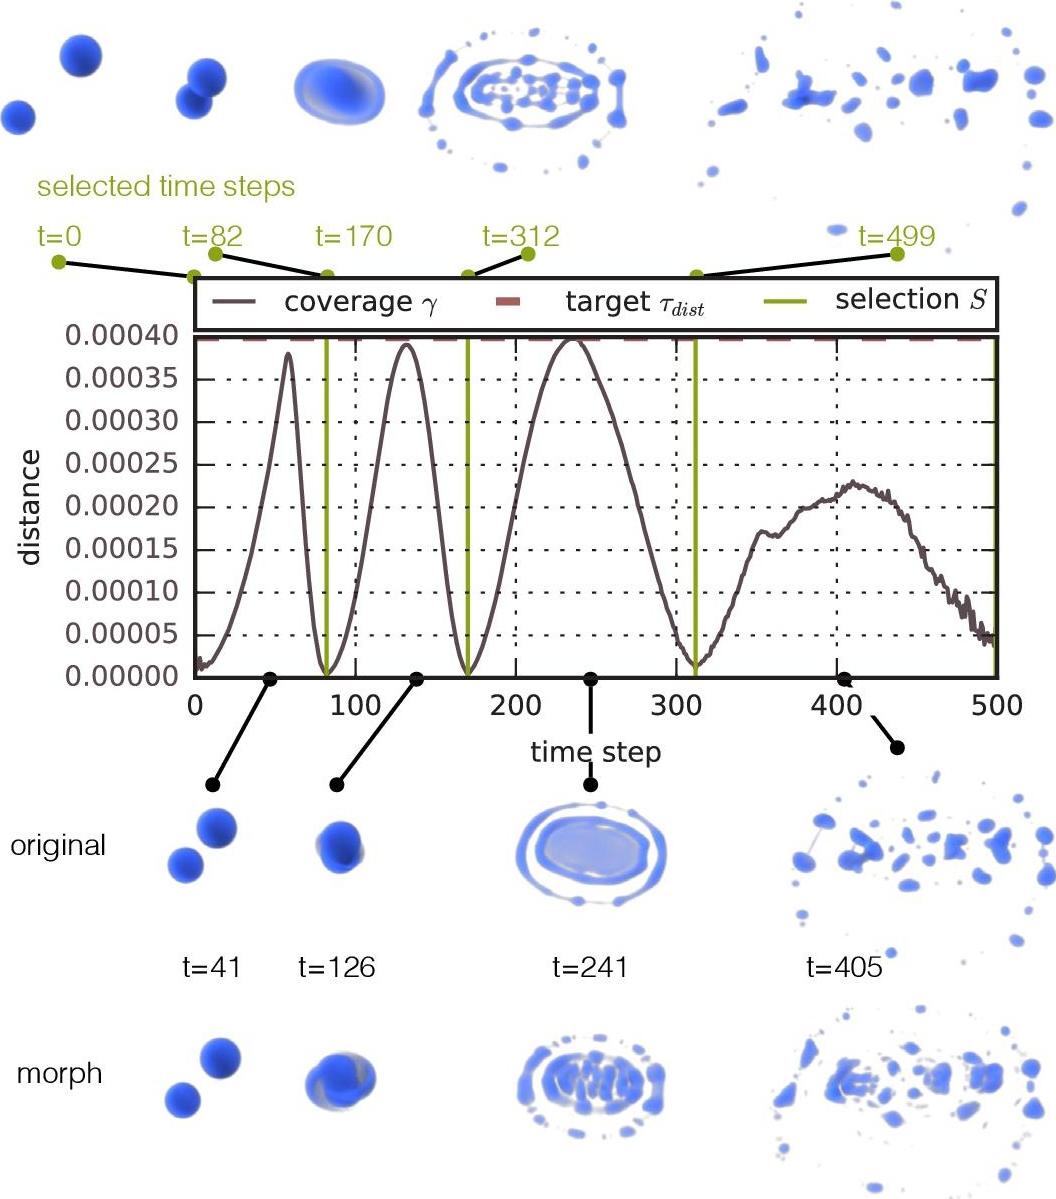 selected time steps
t=0 t=82 t=170 t=312 t=499
coverage γ target τdist selection S
0.00040
0.00035
0.00030
0.00025
0.00020
0.00015
0.00010
0.00005
0.00000
distance
0 100 200 300 400 500
time step
original
t=41 t=126 t=241 t=405
morph